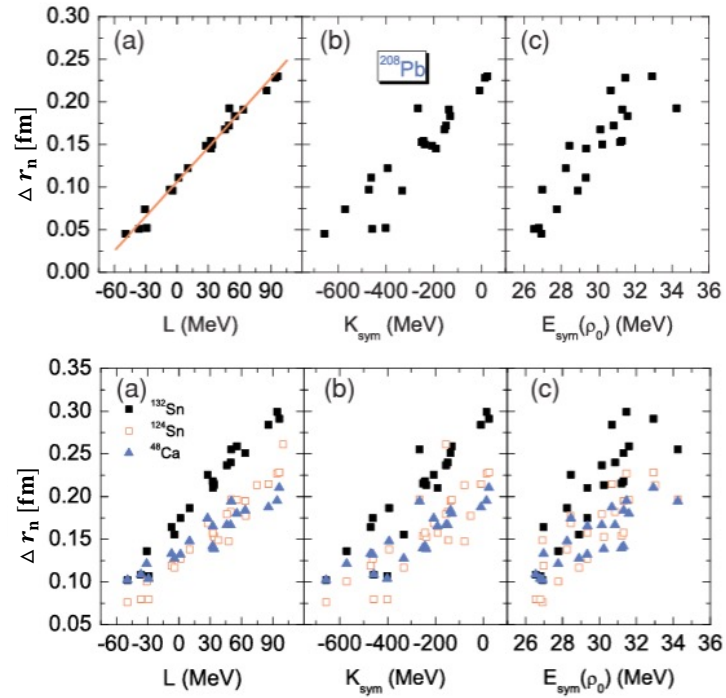 (a) (b) (c)
²⁰⁸Pb
Δ rₙ [fm]
0.30
0.25
0.20
0.15
0.10
0.05
0.00
-60 -30 0 30 60 90 -600 -400 -200 0 26 28 30 32 34 36
L (MeV) K_sym (MeV) E_sym(ρ₀) (MeV)
(a) (b) (c)
¹³²Sn
¹²⁴Sn
⁴⁸Ca
Δ rₙ [fm]
0.35
0.30
0.25
0.20
0.15
0.10
0.05
-60 -30 0 30 60 90 -600 -400 -200 0 26 28 30 32 34 36
L (MeV) K_sym (MeV) E_sym(ρ₀) (MeV)